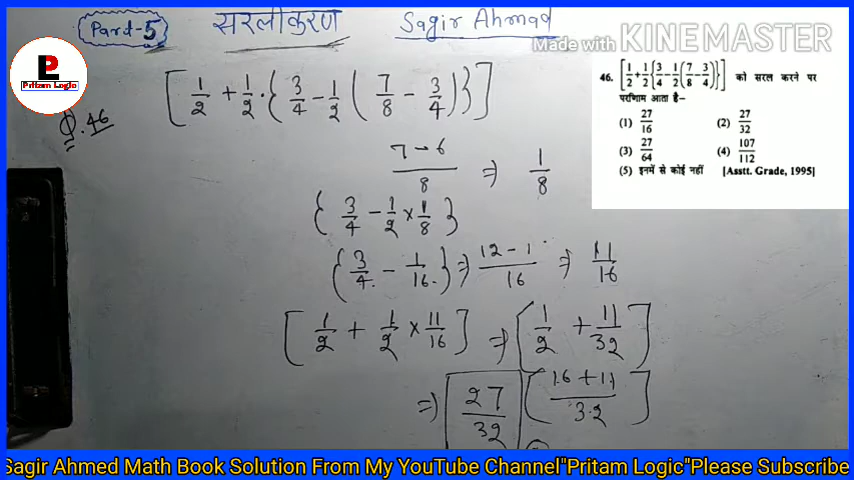 Pard-5 सरलीकरण Sagir Ahmad
Made with KINEMASTER
PL
Pritam Logic
Q.46
[1/2 + 1/2 · {3/4 - 1/2 (7/8 - 3/4)}]
7 - 6 / 8 ⇒ 1/8
{3/4 - 1/2 × 1/8}
{3/4 - 1/16} ⇒ 12 - 1 / 16 ⇒ 11/16
[1/2 + 1/2 × 11/16] ⇒ [1/2 + 11/32]
⇒ 27/32 [16 + 11 / 32]
46. [1/2+1/2{3/4-1/2(7/8-3/4)}] को सरल करने पर
परिणाम आता है–
(1) 27/16 (2) 27/32
(3) 27/64 (4) 107/112
(5) इनमें से कोई नहीं [Asstt. Grade, 1995]
Sagir Ahmed Math Book Solution From My YouTube Channel"Pritam Logic"Please Subscribe